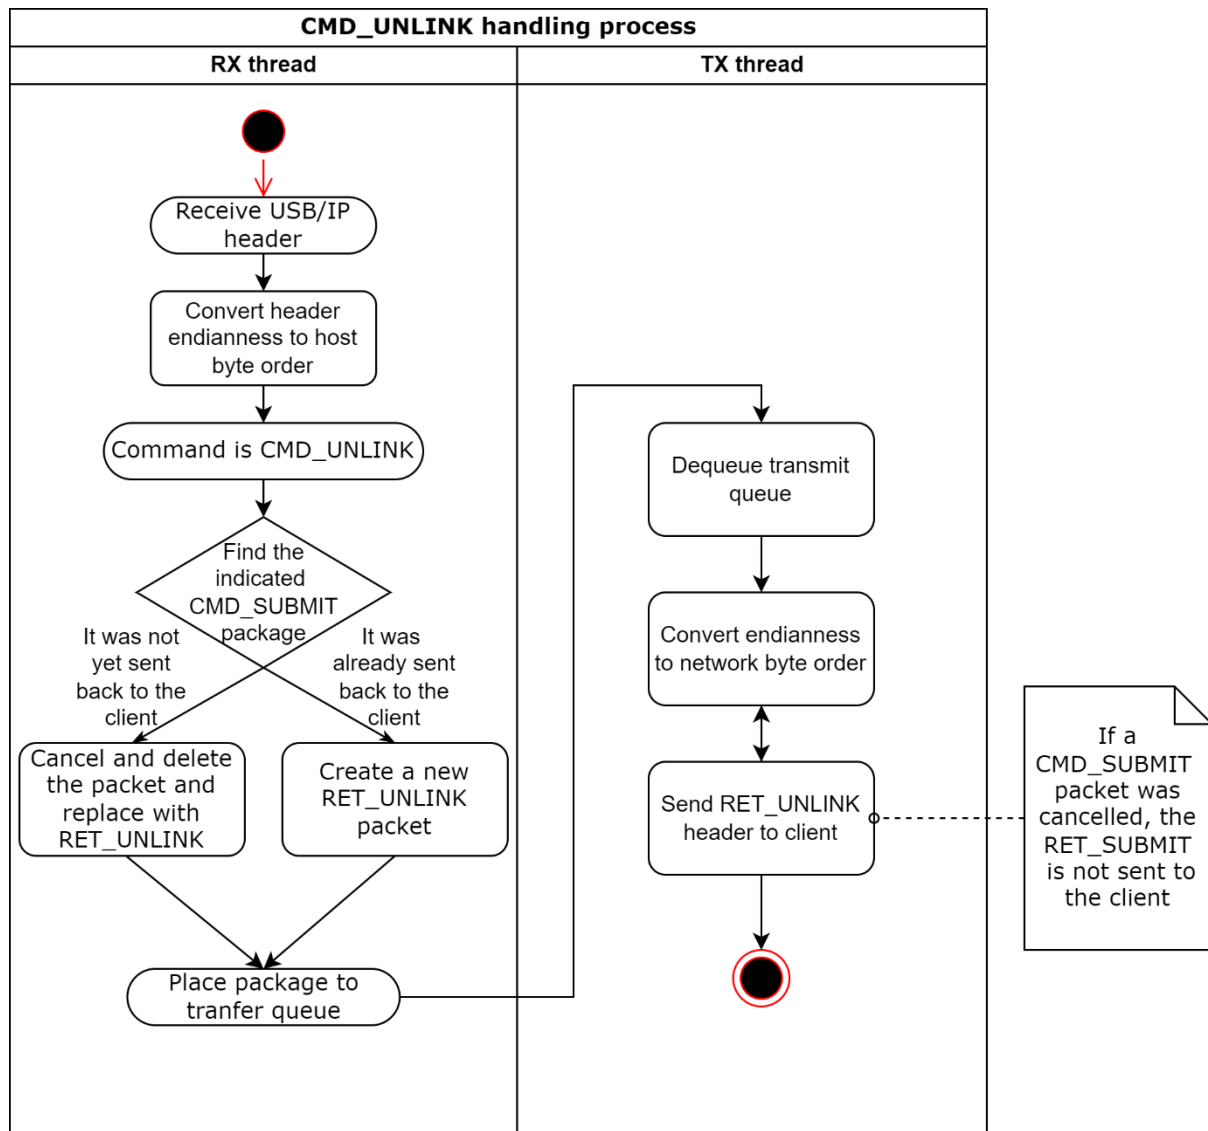 CMD_UNLINK handling process
RX thread
TX thread
Receive USB/IP
header
Convert header
endianness to host
byte order
Command is CMD_UNLINK
Find the
indicated
CMD_SUBMIT
package
It was not
yet sent
back to the
client
It was
already sent
back to the
client
Cancel and delete
the packet and
replace with
RET_UNLINK
Create a new
RET_UNLINK
packet
Place package to
tranfer queue
Dequeue transmit
queue
Convert endianness
to network byte order
Send RET_UNLINK
header to client
If a
CMD_SUBMIT
packet was
cancelled, the
RET_SUBMIT
is not sent to
the client